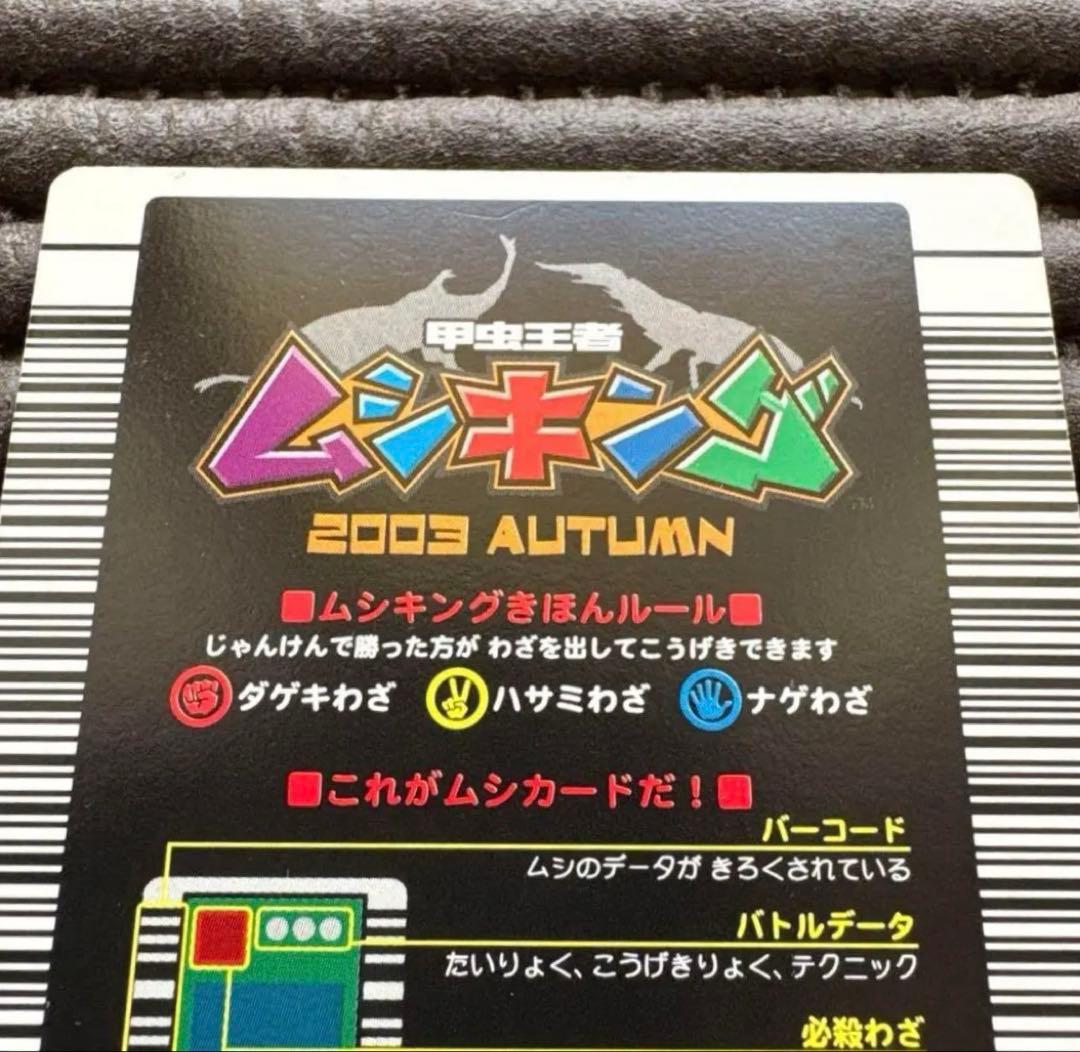 甲虫王者
ムシキング
2003 AUTUMN
■ムシキングきほんルール■
じゃんけんで勝った方が わざを出してこうげきできます
ダゲキわざ ハサミわざ ナゲわざ
■これがムシカードだ！■
バーコード
ムシのデータが きろくされている
バトルデータ
たいりょく、こうげきりょく、テクニック
必殺わざ